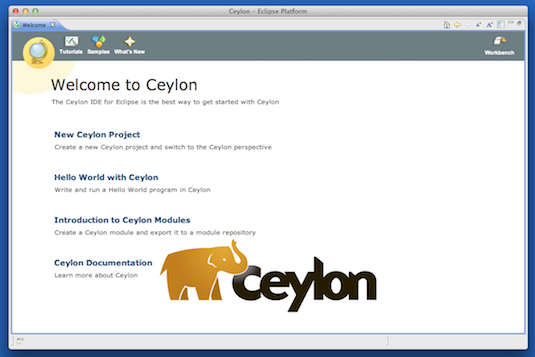 Ceylon – Eclipse Platform
Welcome
Tutorials Samples What's New
Workbench
Welcome to Ceylon
The Ceylon IDE for Eclipse is the best way to get started with Ceylon
New Ceylon Project
Create a new Ceylon project and switch to the Ceylon perspective
Hello World with Ceylon
Write and run a Hello World program in Ceylon
Introduction to Ceylon Modules
Create a Ceylon module and export it to a module repository
Ceylon Documentation
Learn more about Ceylon
Ceylon